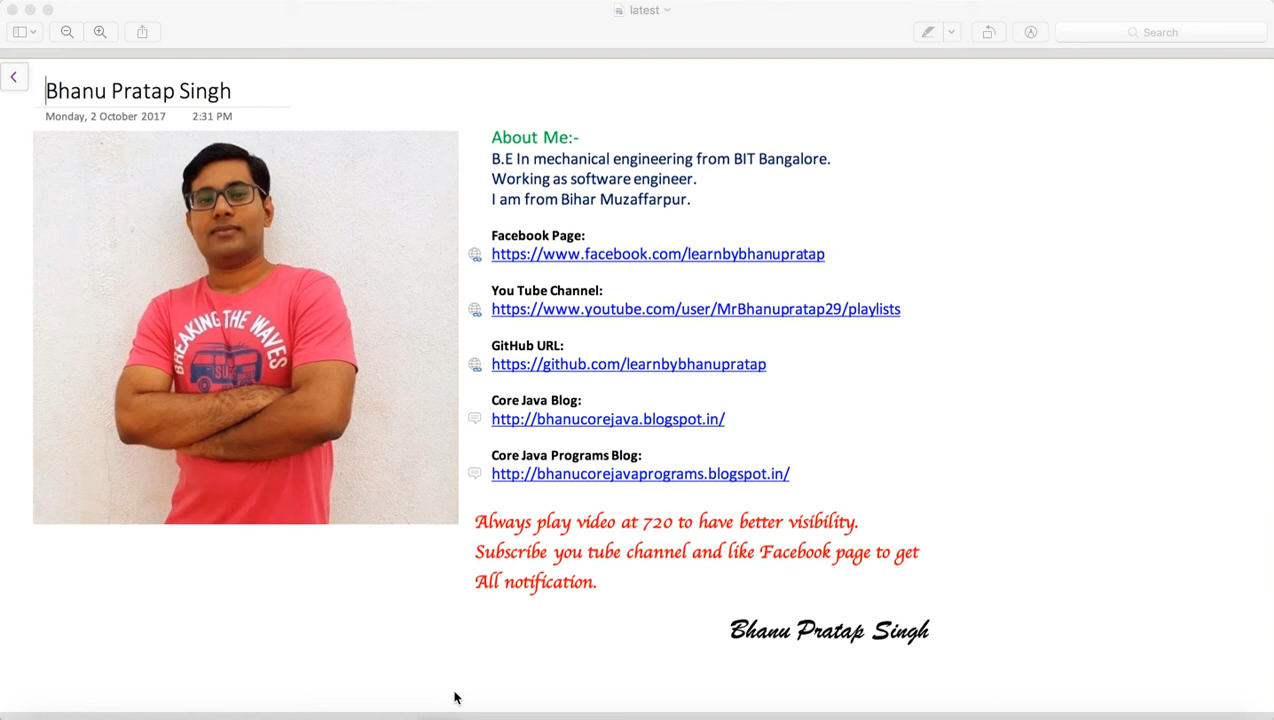 latest
Search
Bhanu Pratap Singh
Monday, 2 October 2017 2:31 PM
BREAKING THE WAVES
SU
About Me:-
B.E In mechanical engineering from BIT Bangalore.
Working as software engineer.
I am from Bihar Muzaffarpur.
Facebook Page:
https://www.facebook.com/learnbybhanupratap
You Tube Channel:
https://www.youtube.com/user/MrBhanupratap29/playlists
GitHub URL:
https://github.com/learnbybhanupratap
Core Java Blog:
http://bhanucorejava.blogspot.in/
Core Java Programs Blog:
http://bhanucorejavaprograms.blogspot.in/
Always play video at 720 to have better visibility.
Subscribe you tube channel and like Facebook page to get
All notification.
Bhanu Pratap Singh